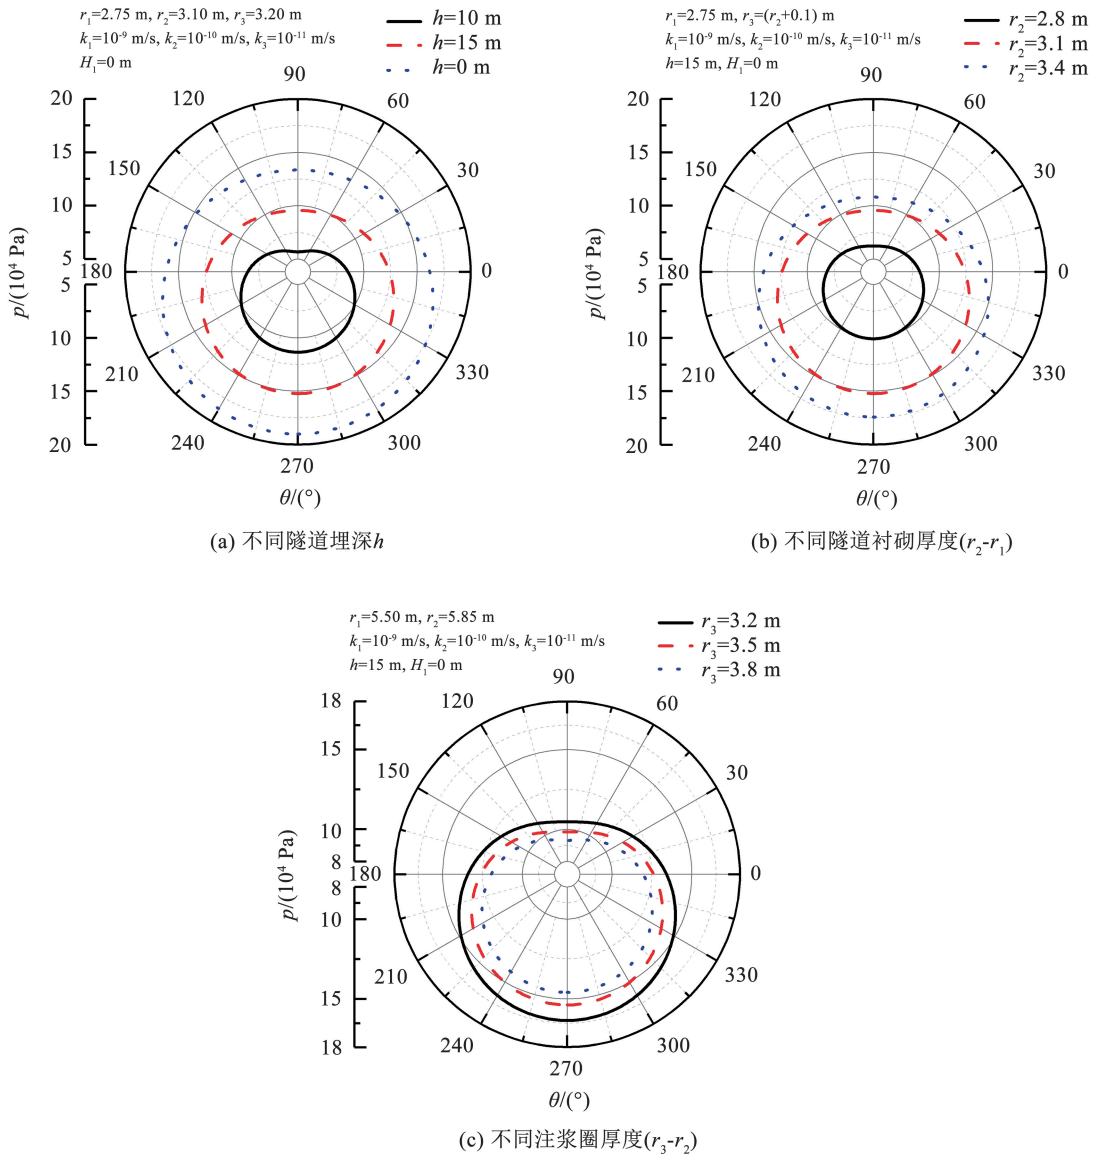 r₁=2.75 m, r₂=3.10 m, r₃=3.20 m
k₁=10⁻⁹ m/s, k₂=10⁻¹⁰ m/s, k₃=10⁻¹¹ m/s
H₁=0 m
h=10 m
h=15 m
h=0 m
90
120
60
150
30
180
0
210
330
240
300
270
20
15
10
5
5
10
15
20
p/(10⁴ Pa)
θ/(°)
(a) 不同隧道埋深h
r₁=2.75 m, r₃=(r₂+0.1) m
k₁=10⁻⁹ m/s, k₂=10⁻¹⁰ m/s, k₃=10⁻¹¹ m/s
h=15 m, H₁=0 m
r₂=2.8 m
r₂=3.1 m
r₂=3.4 m
90
120
60
150
30
180
0
210
330
240
300
270
20
15
10
5
5
10
15
20
p/(10⁴ Pa)
θ/(°)
(b) 不同隧道衬砌厚度(r₂-r₁)
r₁=5.50 m, r₂=5.85 m
k₁=10⁻⁹ m/s, k₂=10⁻¹⁰ m/s, k₃=10⁻¹¹ m/s
h=15 m, H₁=0 m
r₃=3.2 m
r₃=3.5 m
r₃=3.8 m
90
120
60
150
30
180
0
210
330
240
300
270
18
15
10
8
8
10
15
18
p/(10⁴ Pa)
θ/(°)
(c) 不同注浆圈厚度(r₃-r₂)